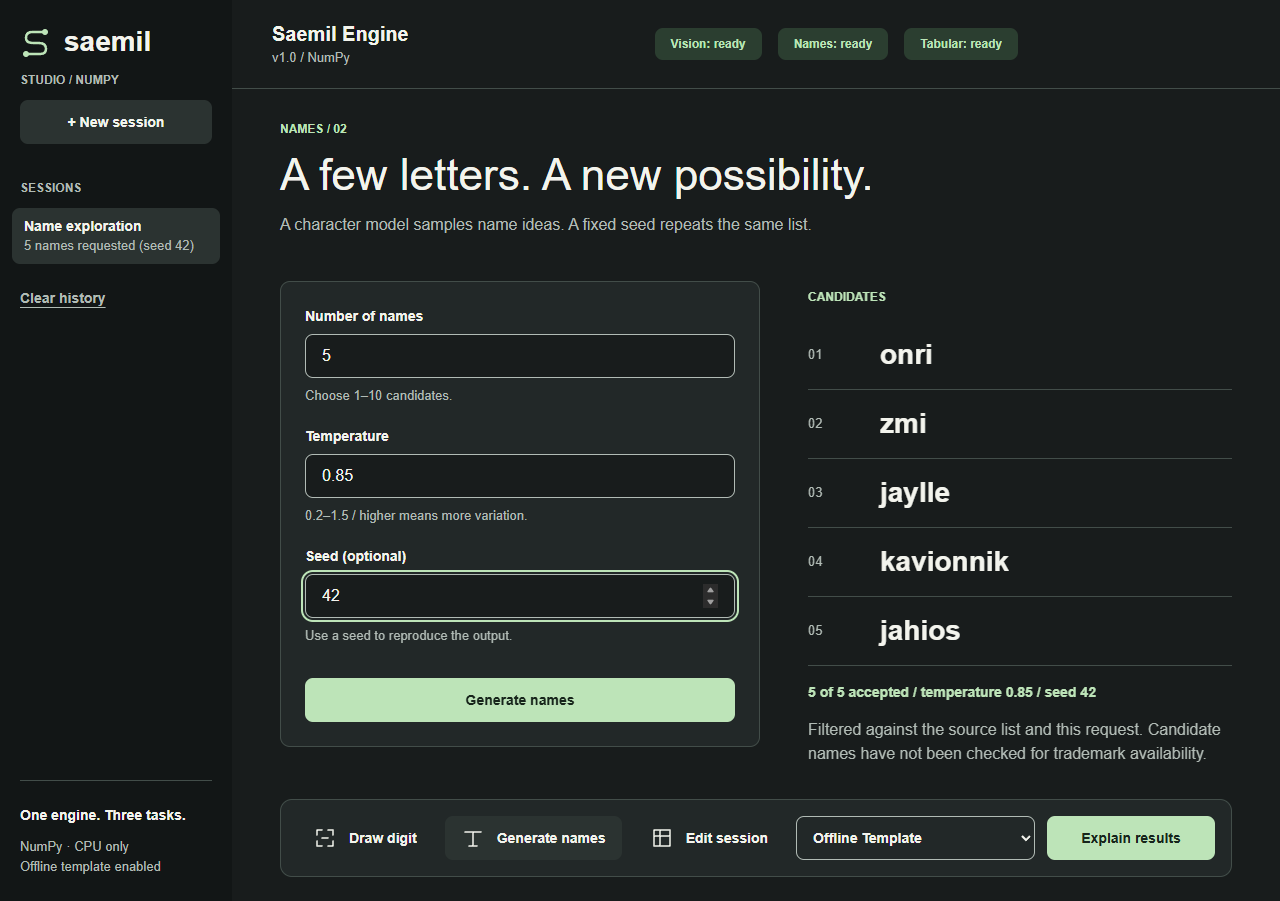 saemil
STUDIO / NUMPY
+ New session
SESSIONS
Name exploration
5 names requested (seed 42)
Clear history
One engine. Three tasks.
NumPy · CPU only
Offline template enabled
Saemil Engine
v1.0 / NumPy
Vision: ready
Names: ready
Tabular: ready
NAMES / 02
A few letters. A new possibility.
A character model samples name ideas. A fixed seed repeats the same list.
Number of names
5
Choose 1–10 candidates.
Temperature
0.85
0.2–1.5 / higher means more variation.
Seed (optional)
42
Use a seed to reproduce the output.
Generate names
CANDIDATES
01 onri
02 zmi
03 jaylle
04 kavionnik
05 jahios
5 of 5 accepted / temperature 0.85 / seed 42
Filtered against the source list and this request. Candidate
names have not been checked for trademark availability.
Draw digit
Generate names
Edit session
Offline Template
Explain results